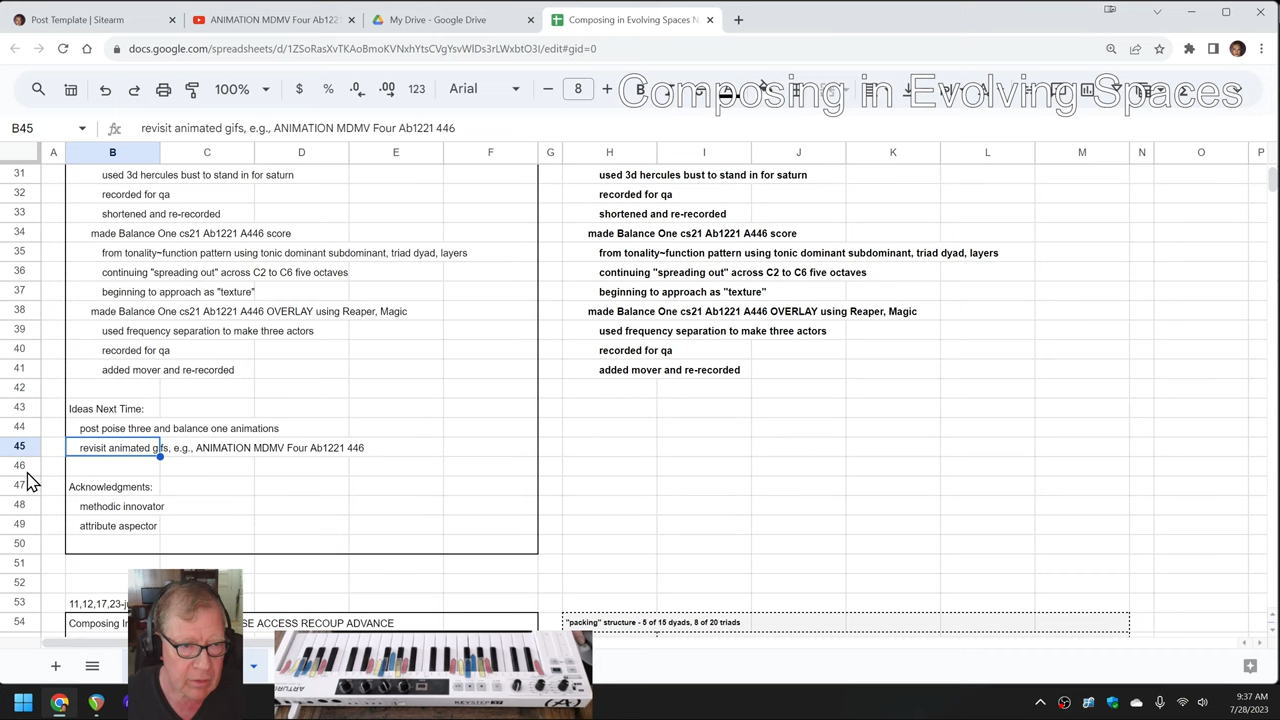 Post Template | Sitearm
ANIMATION MDMV Four Ab122
My Drive - Google Drive
Composing in Evolving Spaces N
docs.google.com/spreadsheets/d/1ZSoRasXvTKAoBmoKVNxhYtsCVgYsvWlDs3rLWxbtO3I/edit#gid=0
100% $ % .0 .00 123 Arial 8 B A
Composing in Evolving Spaces
B45 fx revisit animated gifs, e.g., ANIMATION MDMV Four Ab1221 446
A B C D E F G H I J K L M N O P
31 used 3d hercules bust to stand in for saturn used 3d hercules bust to stand in for saturn
32 recorded for qa recorded for qa
33 shortened and re-recorded shortened and re-recorded
34 made Balance One cs21 Ab1221 A446 score made Balance One cs21 Ab1221 A446 score
35 from tonality~function pattern using tonic dominant subdominant, triad dyad, layers from tonality~function pattern using tonic dominant subdominant, triad dyad, layers
36 continuing "spreading out" across C2 to C6 five octaves continuing "spreading out" across C2 to C6 five octaves
37 beginning to approach as "texture" beginning to approach as "texture"
38 made Balance One cs21 Ab1221 A446 OVERLAY using Reaper, Magic made Balance One cs21 Ab1221 A446 OVERLAY using Reaper, Magic
39 used frequency separation to make three actors used frequency separation to make three actors
40 recorded for qa recorded for qa
41 added mover and re-recorded added mover and re-recorded
42
43 Ideas Next Time:
44 post poise three and balance one animations
45 revisit animated gifs, e.g., ANIMATION MDMV Four Ab1221 446
46
47 Acknowledgments:
48 methodic innovator
49 attribute aspector
50
51
52
53 11,12,17,23-j
54 Composing In SE ACCESS RECOUP ADVANCE "packing" structure - 5 of 15 dyads, 8 of 20 triads
ARTURIA KEYSTEP 37
9:37 AM
7/28/2023